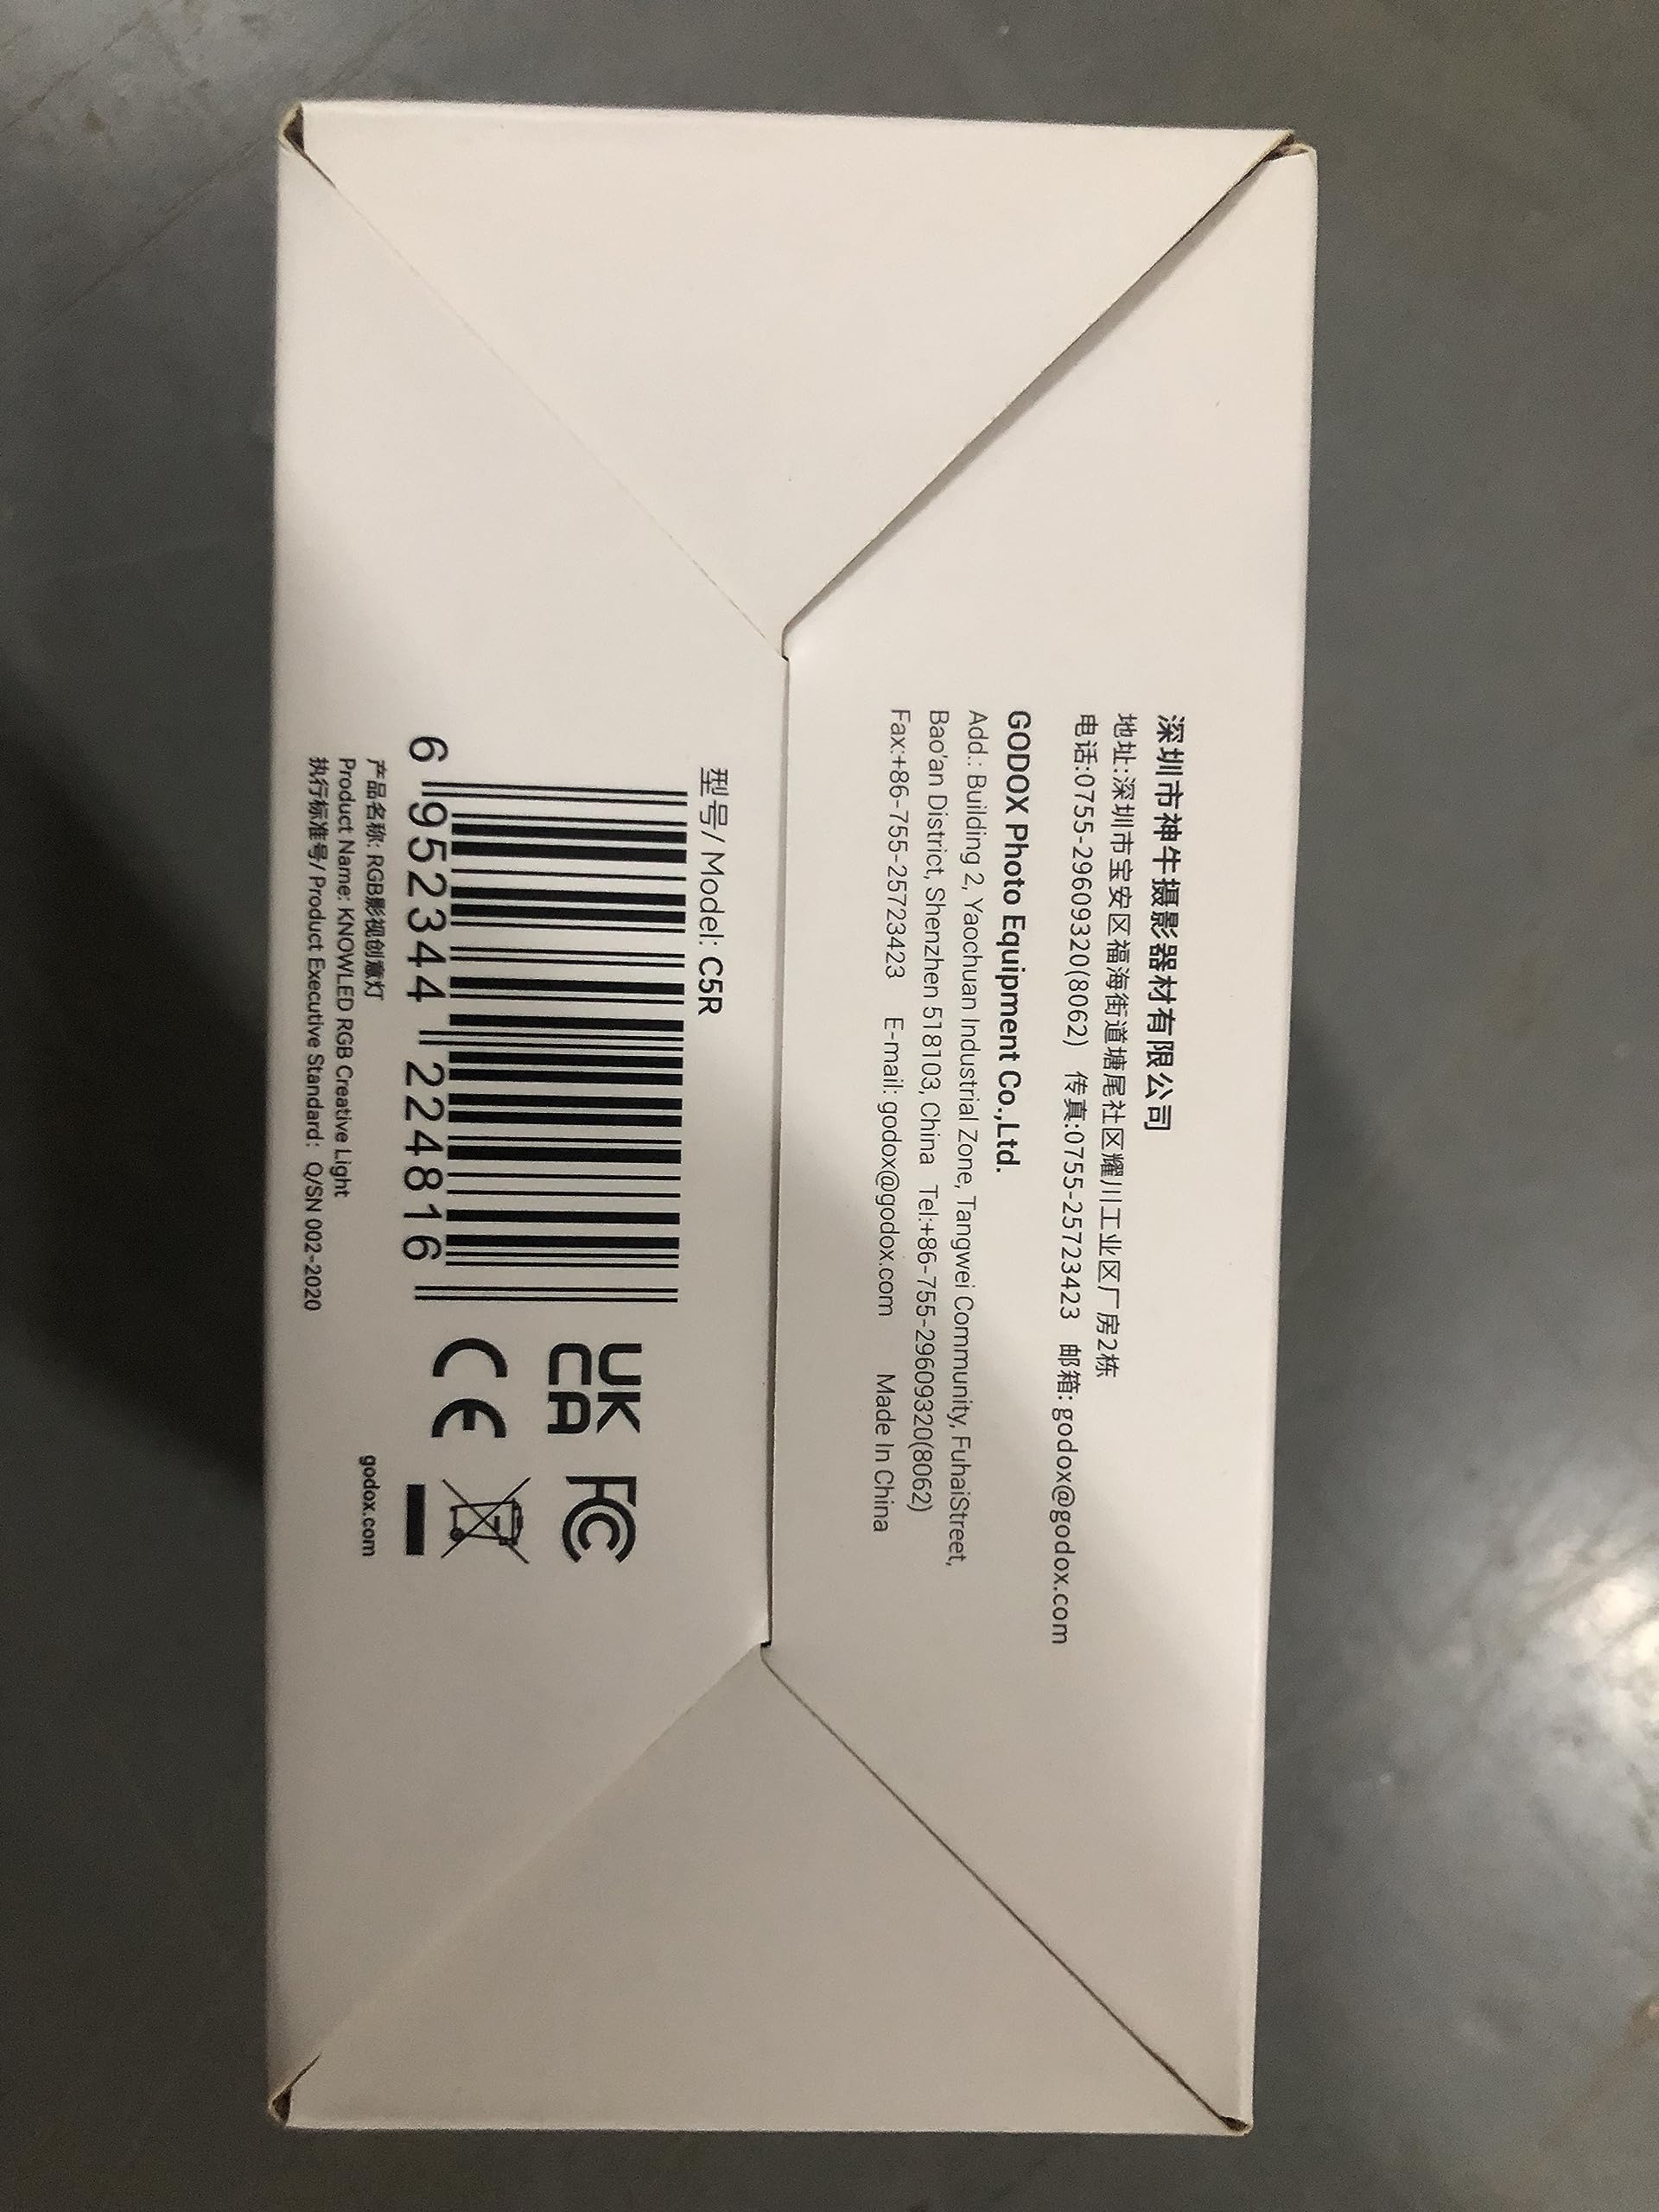 深圳市神牛摄影器材有限公司
地址:深圳市宝安区福海街道塘尾社区耀川工业区厂房2栋
电话:0755-29609320(8062) 传真:0755-25723423 邮箱: godox@godox.com
GODOX Photo Equipment Co.,Ltd.
Add.: Building 2, Yaochuan Industrial Zone, Tangwei Community, FuhaiStreet,
Bao'an District, Shenzhen 518103, China Tel:+86-755-29609320(8062)
Fax:+86-755-25723423 E-mail: godox@godox.com Made In China
型号/ Model: C5R
6 952344 224816
UK
CA
FC
CE
产品名称: RGB影视创意灯
Product Name: KNOWLED RGB Creative Light
执行标准号/ Product Executive Standard: Q/SN 002-2020
godox.com